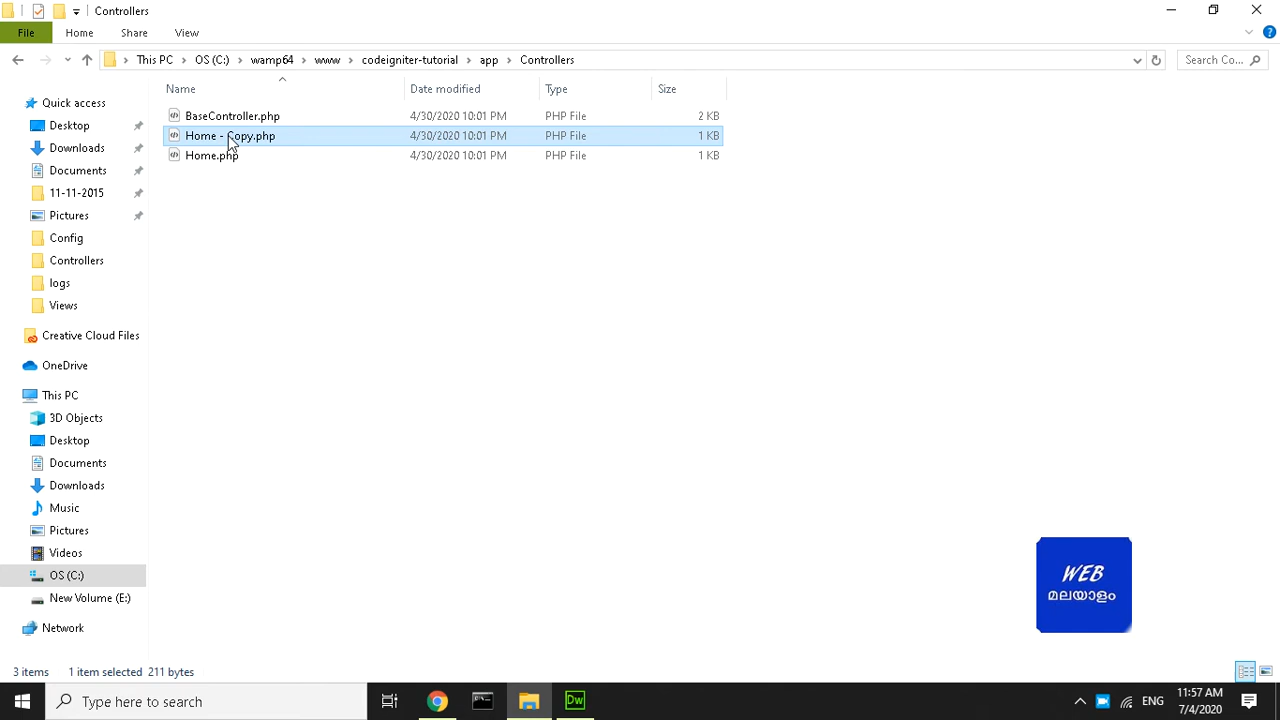 Controllers
File Home Share View
This PC OS (C:) wamp64 www codeigniter-tutorial app Controllers Search Co...
Name Date modified Type Size
BaseController.php 4/30/2020 10:01 PM PHP File 2 KB
Home - Copy.php 4/30/2020 10:01 PM PHP File 1 KB
Home.php 4/30/2020 10:01 PM PHP File 1 KB
Quick access
Desktop
Downloads
Documents
11-11-2015
Pictures
Config
Controllers
logs
Views
Creative Cloud Files
OneDrive
This PC
3D Objects
Desktop
Documents
Downloads
Music
Pictures
Videos
OS (C:)
New Volume (E:)
Network
WEB
മലയാളം
3 items 1 item selected 211 bytes
Type here to search
Dw
ENG
11:57 AM
7/4/2020